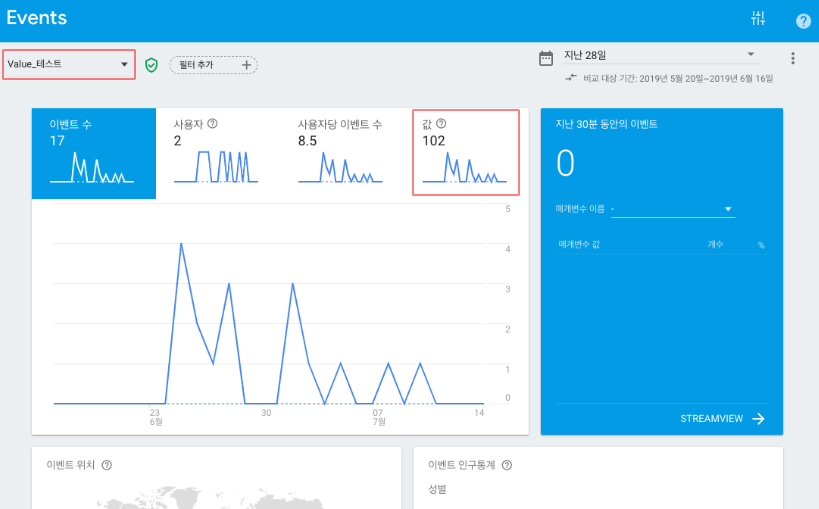 Events
Value_테스트
필터 추가
지난 28일
비교 대상 기간: 2019년 5월 20일~2019년 6월 16일
이벤트 수
17
사용자
2
사용자당 이벤트 수
8.5
값
102
5
4
3
2
1
0
23
6월
30
07
7월
14
지난 30분 동안의 이벤트
0
매개변수 이름 -
매개변수 값 개수 %
STREAMVIEW
이벤트 위치
이벤트 인구통계
성별